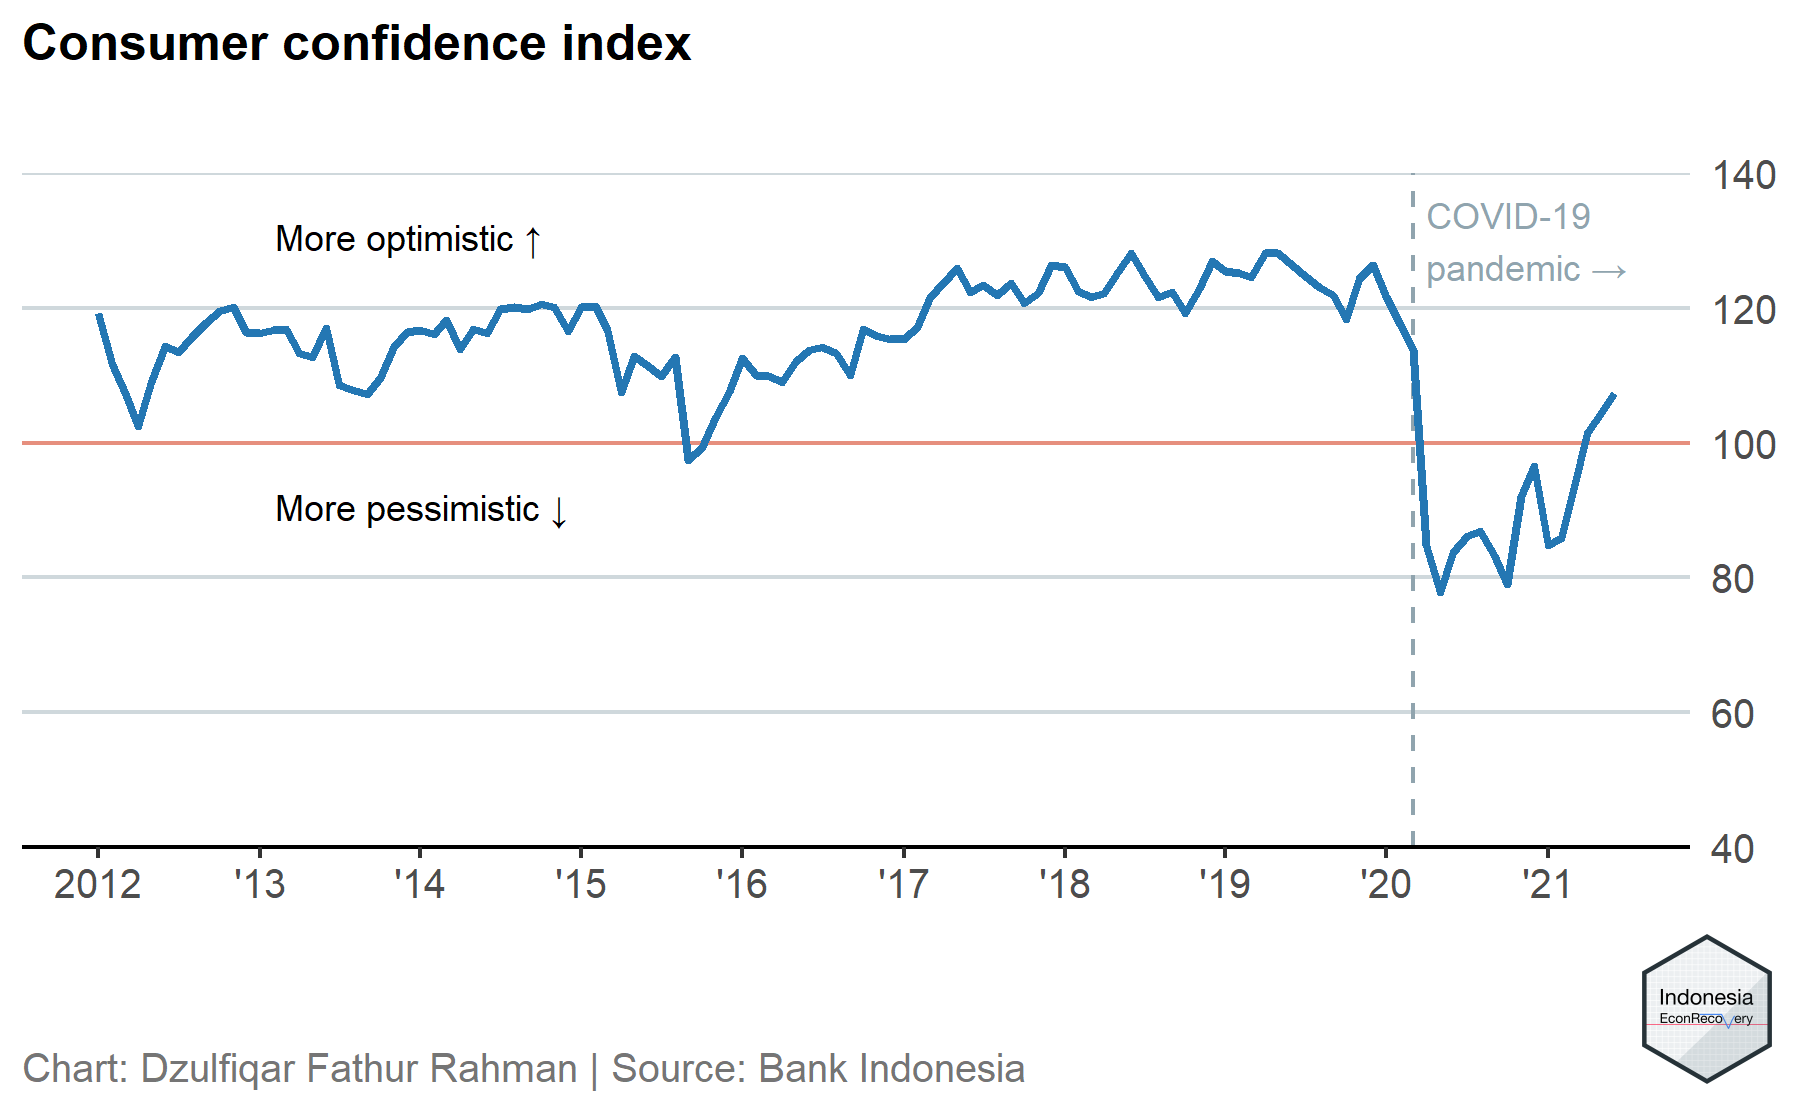 Consumer confidence index
140
More optimistic ↑
COVID-19
pandemic →
120
100
More pessimistic ↓
80
60
40
2012 '13 '14 '15 '16 '17 '18 '19 '20 '21
Indonesia
EconRecovery
Chart: Dzulfiqar Fathur Rahman | Source: Bank Indonesia